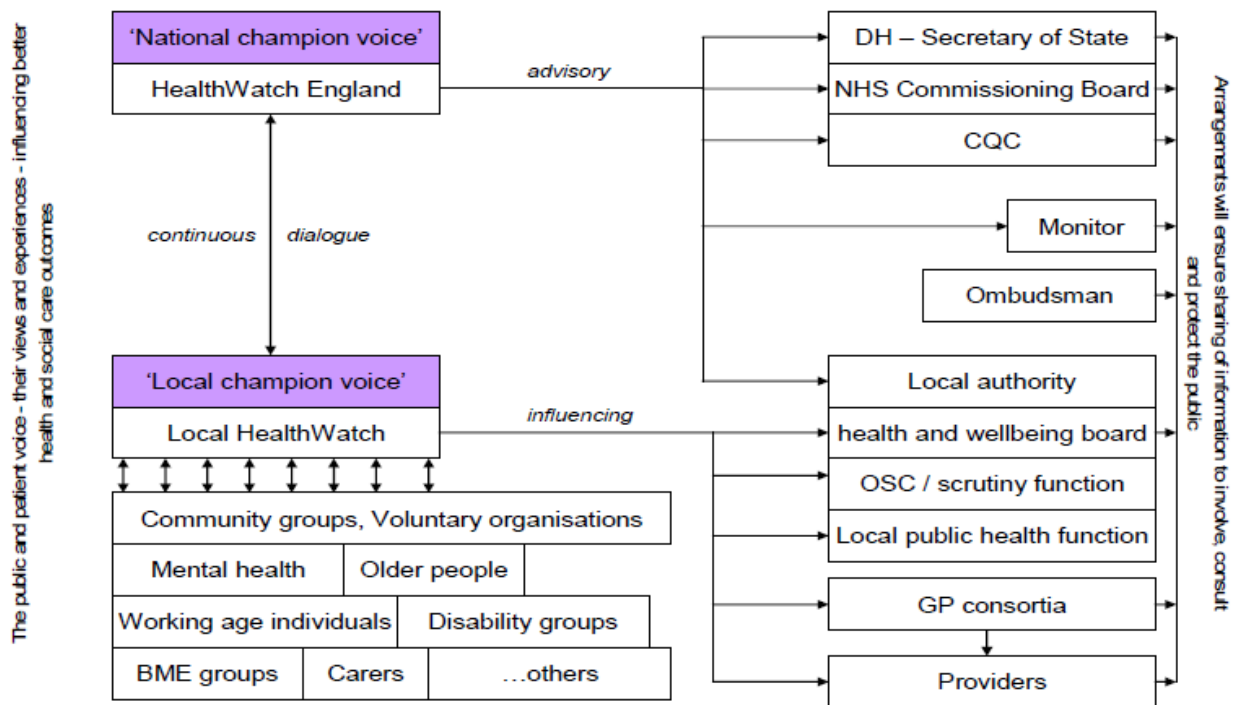 The public and patient voice - their views and experiences - influencing better
health and social care outcomes
‘National champion voice’
HealthWatch England
advisory
continuous dialogue
‘Local champion voice’
Local HealthWatch
influencing
Community groups, Voluntary organisations
Mental health
Older people
Working age individuals
Disability groups
BME groups
Carers
…others
DH – Secretary of State
NHS Commissioning Board
CQC
Monitor
Ombudsman
Local authority
health and wellbeing board
OSC / scrutiny function
Local public health function
GP consortia
Providers
Arrangements will ensure sharing of information to involve, consult
and protect the public